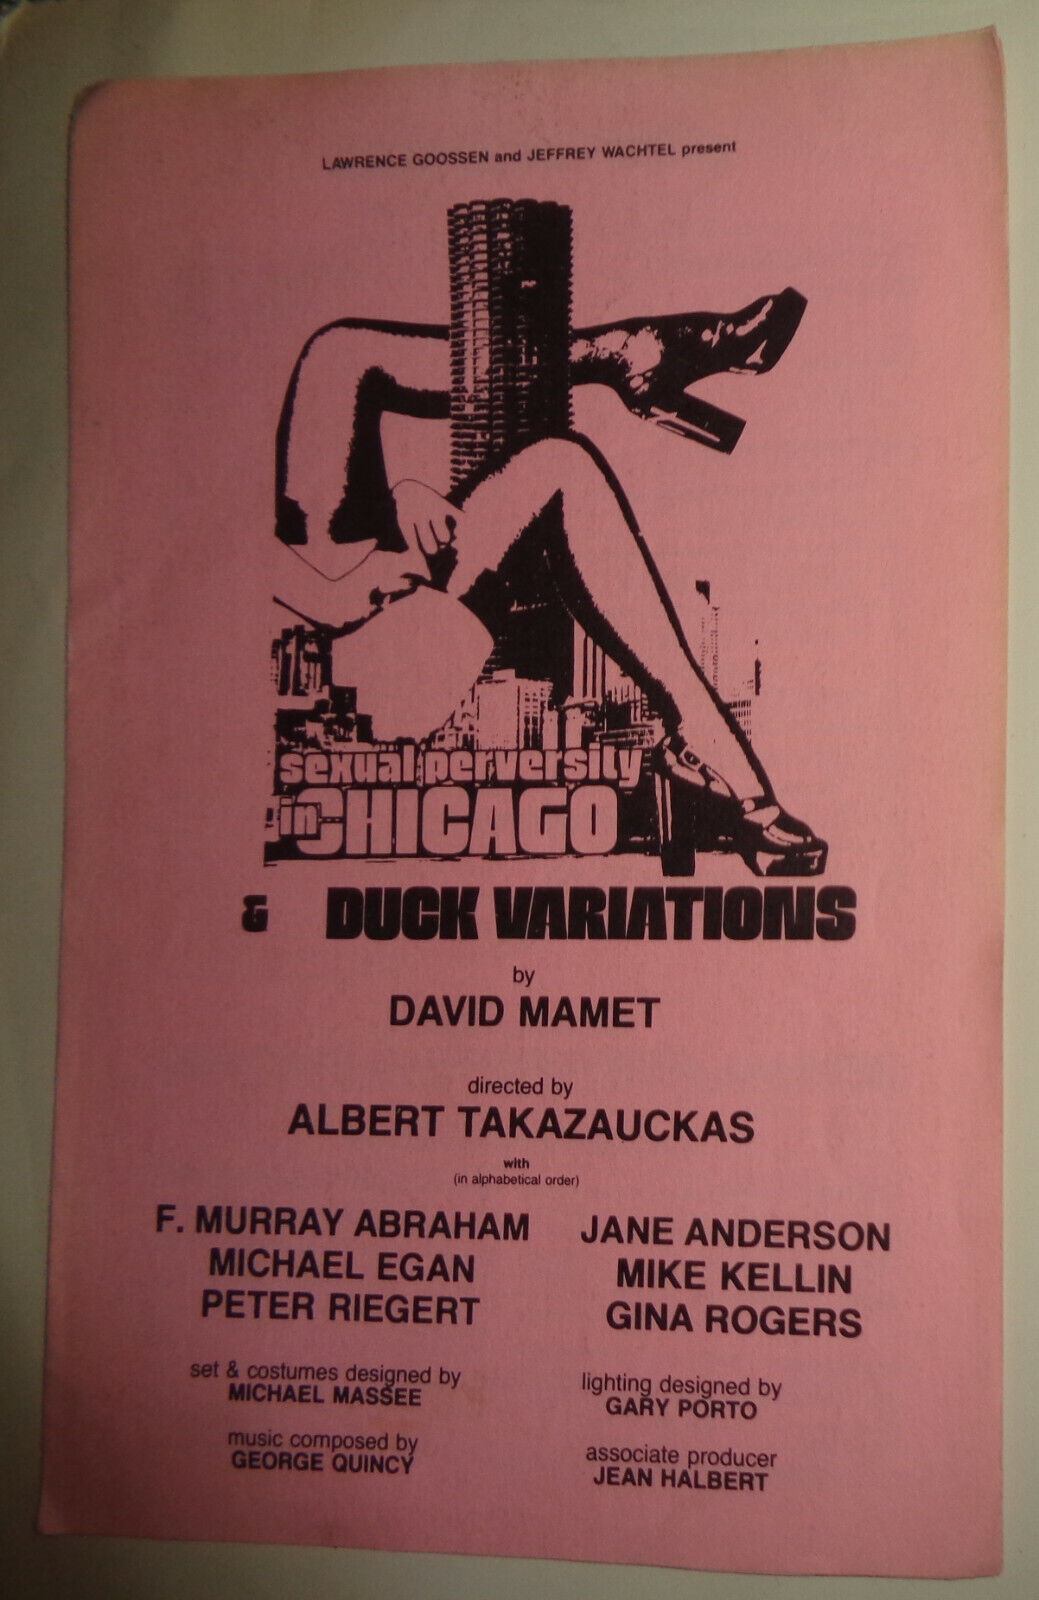 LAWRENCE GOOSSEN and JEFFREY WACHTEL present
sexual perversity
in CHICAGO
& DUCK VARIATIONS
by
DAVID MAMET
directed by
ALBERT TAKAZAUCKAS
with
(in alphabetical order)
F. MURRAY ABRAHAM JANE ANDERSON
MICHAEL EGAN MIKE KELLIN
PETER RIEGERT GINA ROGERS
set & costumes designed by
MICHAEL MASSEE
lighting designed by
GARY PORTO
music composed by
GEORGE QUINCY
associate producer
JEAN HALBERT